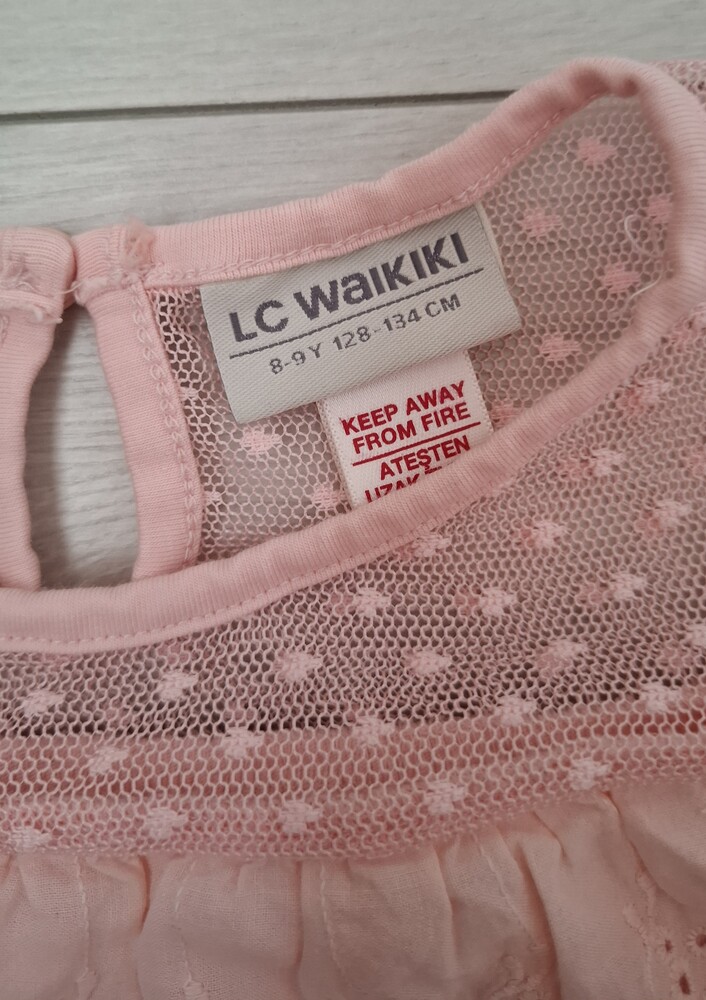 LC WaiKIKI
8-9 Y 128-134 CM
KEEP AWAY
FROM FIRE
ATEŞTEN